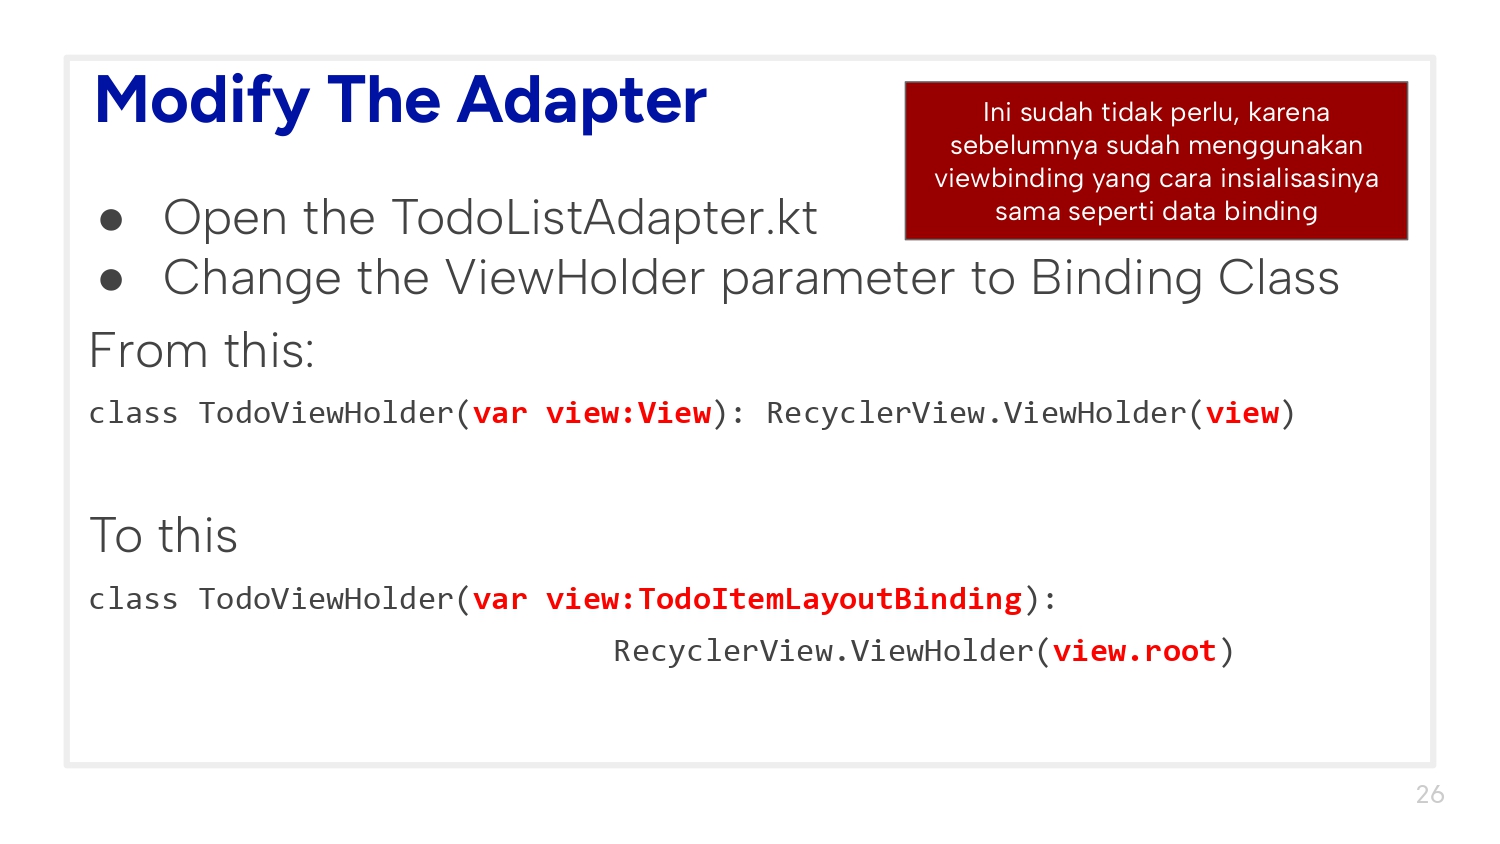 Modify The Adapter
Ini sudah tidak perlu, karena
sebelumnya sudah menggunakan
viewbinding yang cara insialisasinya
sama seperti data binding
● Open the TodoListAdapter.kt
● Change the ViewHolder parameter to Binding Class
From this:
class TodoViewHolder(var view:View): RecyclerView.ViewHolder(view)
To this
class TodoViewHolder(var view:TodoItemLayoutBinding):
RecyclerView.ViewHolder(view.root)
26